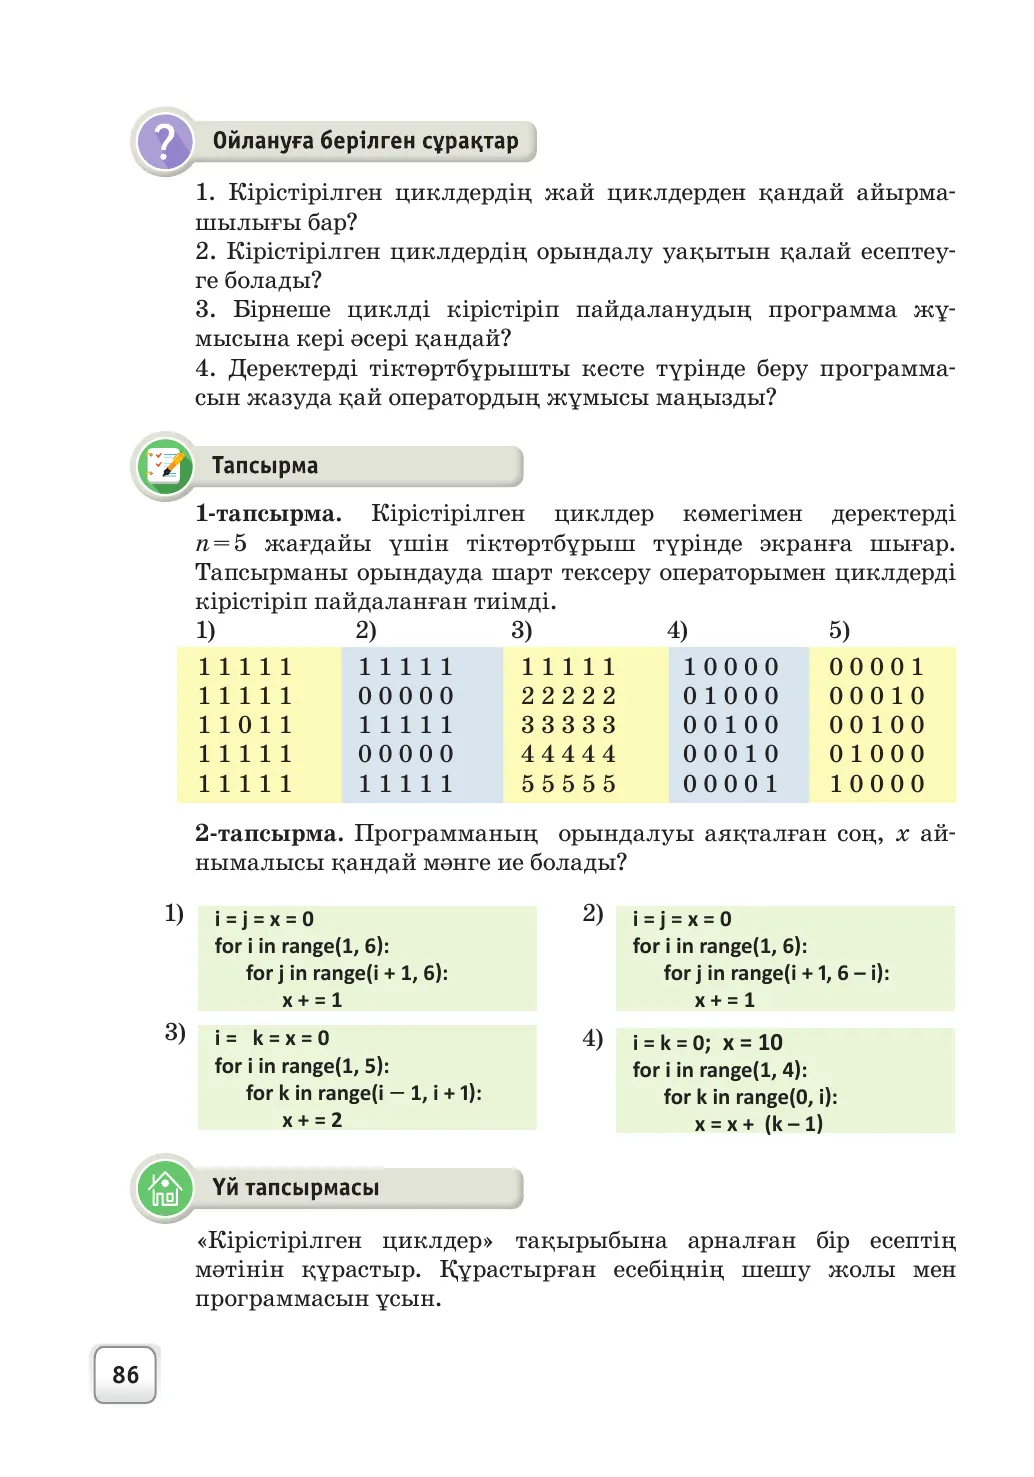 ?
Ойлануға берілген сұрақтар
1. Кірістірілген циклдердің жай циклдерден қандай айырма-
шылығы бар?
2. Кірістірілген циклдердің орындалу уақытын қалай есептеу-
ге болады?
3. Бірнеше циклді кірістіріп пайдаланудың программа жұ-
мысына кері әсері қандай?
4. Деректерді тіктөртбұрышты кесте түрінде беру программа-
сын жазуда қай оператордың жұмысы маңызды?
Тапсырма
1-тапсырма. Кірістірілген циклдер көмегімен деректерді
n=5 жағдайы үшін тіктөртбұрыш түрінде экранға шығар.
Тапсырманы орындауда шарт тексеру операторымен циклдерді
кірістіріп пайдаланған тиімді.
1) 2) 3) 4) 5)
1 1 1 1 1 1 1 1 1 1 1 1 1 1 1 1 0 0 0 0 0 0 0 0 1
1 1 1 1 1 0 0 0 0 0 2 2 2 2 2 0 1 0 0 0 0 0 0 1 0
1 1 0 1 1 1 1 1 1 1 3 3 3 3 3 0 0 1 0 0 0 0 1 0 0
1 1 1 1 1 0 0 0 0 0 4 4 4 4 4 0 0 0 1 0 0 1 0 0 0
1 1 1 1 1 1 1 1 1 1 5 5 5 5 5 0 0 0 0 1 1 0 0 0 0
2-тапсырма. Программаның орындалуы аяқталған соң, x ай-
нымалысы қандай мәнге ие болады?
1)
i = j = x = 0
for i in range(1, 6):
for j in range(i + 1, 6):
x + = 1
2)
i = j = x = 0
for i in range(1, 6):
for j in range(i + 1, 6 – i):
x + = 1
3)
i = k = x = 0
for i in range(1, 5):
for k in range(i – 1, i + 1):
x + = 2
4)
i = k = 0; x = 10
for i in range(1, 4):
for k in range(0, i):
x = x + (k – 1)
Үй тапсырмасы
«Кірістірілген циклдер» тақырыбына арналған бір есептің
мәтінін құрастыр. Құрастырған есебіңнің шешу жолы мен
программасын ұсын.
86